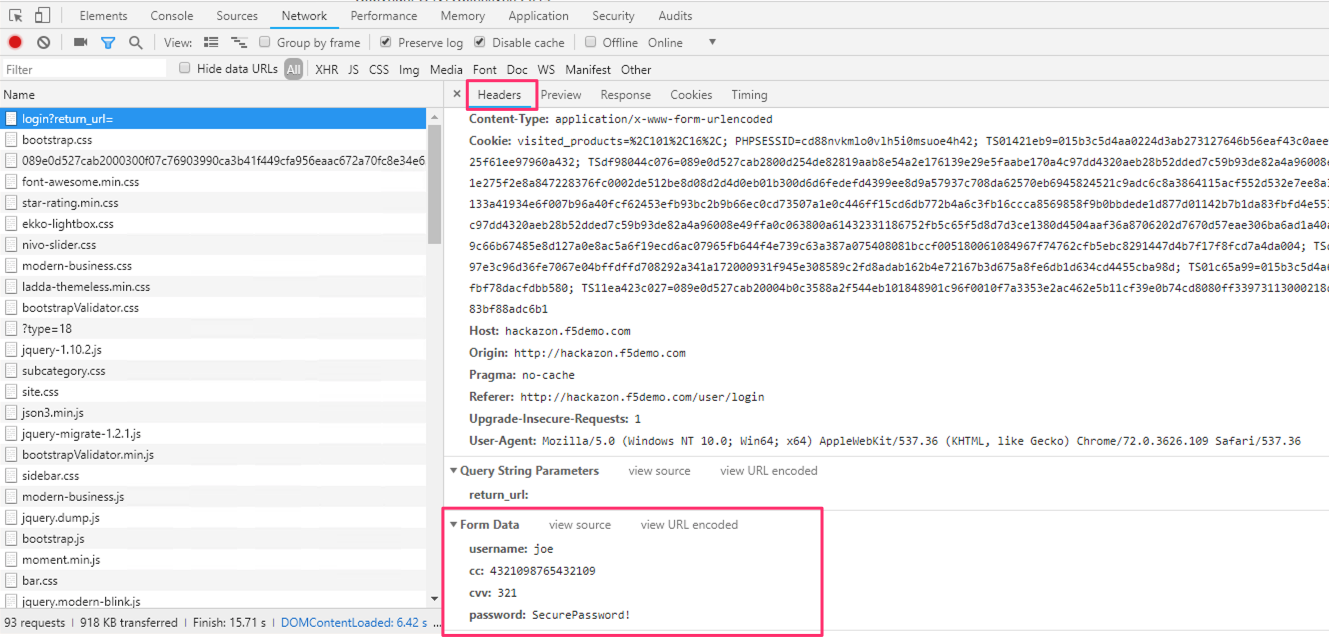 Elements Console Sources Network Performance Memory Application Security Audits
View: Group by frame Preserve log Disable cache Offline Online
Filter Hide data URLs All XHR JS CSS Img Media Font Doc WS Manifest Other
Name
login?return_url=
bootstrap.css
089e0d527cab2000300f07c76903990ca3b41f449cfa956eaac672a70fc8e34e6
font-awesome.min.css
star-rating.min.css
ekko-lightbox.css
nivo-slider.css
modern-business.css
ladda-themeless.min.css
bootstrapValidator.css
?type=18
jquery-1.10.2.js
subcategory.css
site.css
json3.min.js
jquery-migrate-1.2.1.js
bootstrapValidator.min.js
sidebar.css
modern-business.js
jquery.dump.js
bootstrap.js
moment.min.js
bar.css
jquery.modern-blink.js
93 requests | 918 KB transferred | Finish: 15.71 s | DOMContentLoaded: 6.42 s ...
× Headers Preview Response Cookies Timing
Content-Type: application/x-www-form-urlencoded
Cookie: visited_products=%2C101%2C16%2C; PHPSESSID=cd88nvkmlo0vlh5i0msuoe4h42; TS01421eb9=015b3c5d4aa0224d3ab273127646b56eaf43c0aee
25f61ee97960a432; TSdf98044c076=089e0d527cab2800d254de82819aab8e54a2e176139e29e5faabe170a4c97dd4320aeb28b52dded7c59b93de82a4a96008e
1e275f2e8a847228376fc0002de512be8d08d2d4d0eb01b300d6d6fedefd4399ee8d9a57937c708da62570eb6945824521c9adc6c8a3864115acf552d532e7ee8a
133a41934e6f007b96a40fcf62453efb93bc2b9b66ec0cd73507a1e0c446ff15cd6db772b4a6c3fb16ccca8569858f9b0bbdede1d877d01142b7b1da83fbfd4e55
c97dd4320aeb28b52dded7c59b93de82a4a96008e49ffa0c063800a61432331186752fb5c65f5d8d7d3ce1380d4504aaf36a8706202d7670d57eae306ba6ad1a40a
9c66b67485e8d127a0e8ac5a6f19ecd6ac07965fb644f4e739c63a387a075408081bccf005180061084967f74762cfb5ebc8291447d4b7f17f8fcd7a4da004;
97e3c96d36fe7067e04bffdffd708292a341a172000931f945e308589c2fd8adab162b4e72167b3d675a8fe6db1d634cd4455cba98d; TS01c65a99=015b3c5d4a
fbf78dacfdbb580; TS11ea423c027=089e0d527cab20004b0c3588a2f544eb101848901c96f0010f7a3353e2ac462e5b11cf39e0b74cd8080ff33973113000218
83bf88adc6b1
Host: hackazon.f5demo.com
Origin: http://hackazon.f5demo.com
Pragma: no-cache
Referer: http://hackazon.f5demo.com/user/login
Upgrade-Insecure-Requests: 1
User-Agent: Mozilla/5.0 (Windows NT 10.0; Win64; x64) AppleWebKit/537.36 (KHTML, like Gecko) Chrome/72.0.3626.109 Safari/537.36
Query String Parameters view source view URL encoded
return_url:
Form Data view source view URL encoded
username: joe
cc: 4321098765432109
cvv: 321
password: SecurePassword!